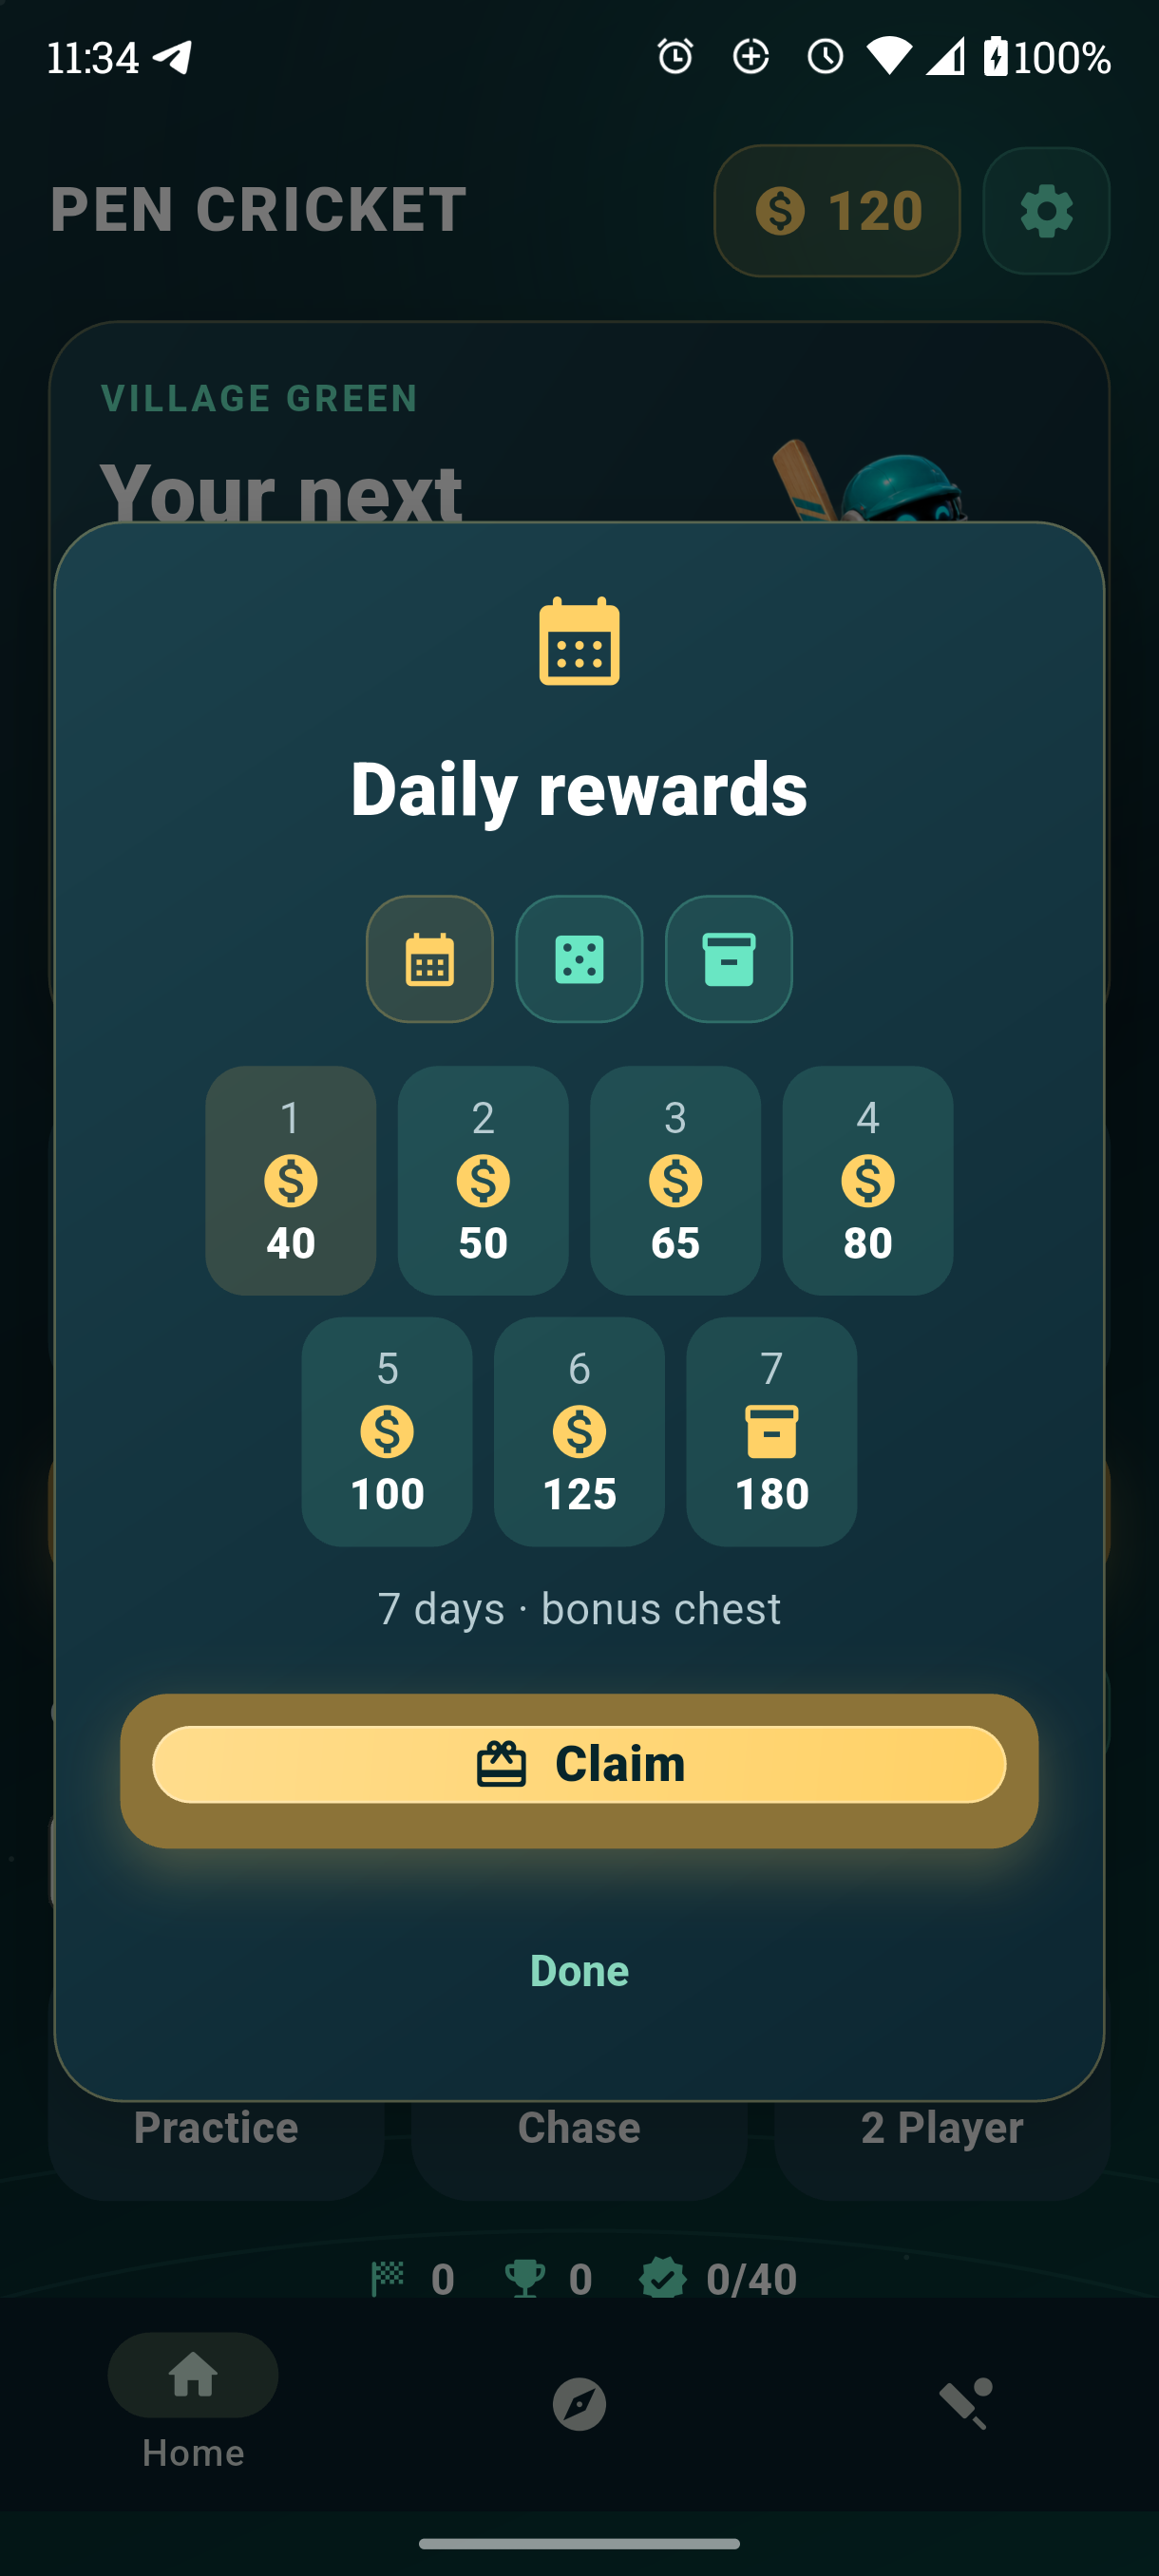 11:34 100%
PEN CRICKET 120
VILLAGE GREEN
Your next
Daily rewards
1 2 3 4
40 50 65 80
5 6 7
100 125 180
7 days · bonus chest
Claim
Done
Practice Chase 2 Player
0 0 0/40
Home